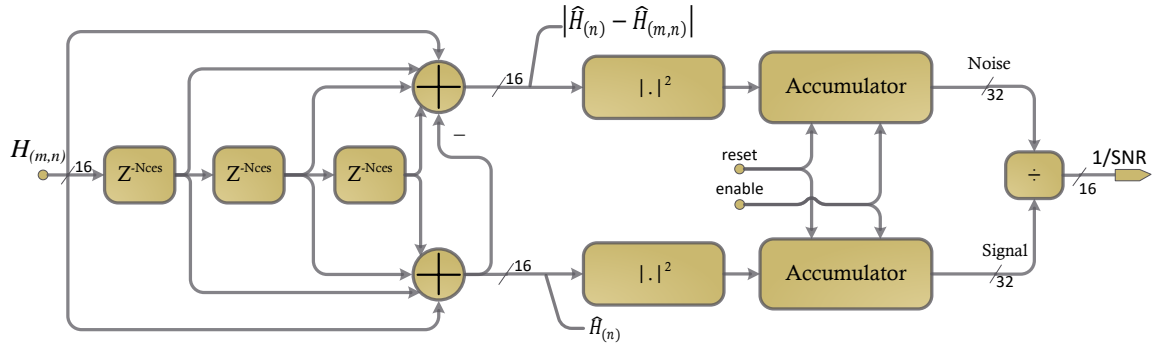 |Ĥ(n) − Ĥ(m,n)|
16
|.|²
Accumulator
Noise
32
H(m,n)
16
Z-Nces
Z-Nces
Z-Nces
−
reset
enable
÷
1/SNR
16
16
|.|²
Accumulator
Signal
32
Ĥ(n)